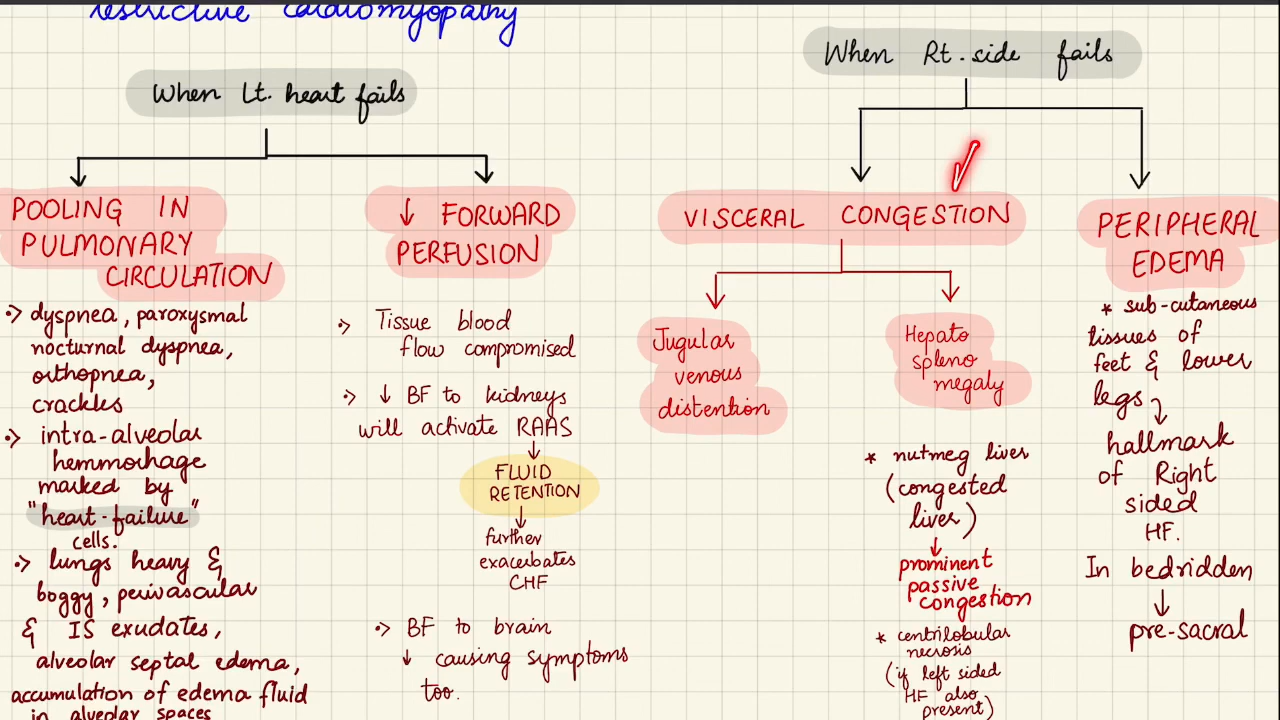 restrictive cardiomyopathy
When Lt. heart fails
POOLING IN
PULMONARY
CIRCULATION
:> dyspnea, paroxysmal
nocturnal dyspnea,
orthopnea,
crackles
:> intra-alveolar
hemmorhage
marked by
"heart-failure"
cells.
:> lungs heavy &
boggy, perivascular
& IS exudates,
alveolar septal edema,
accumulation of edema fluid
in alveolar spaces
↓ FORWARD
PERFUSION
:> Tissue blood
flow compromised
:> ↓ BF to kidneys
will activate RAAS
↓
FLUID
RETENTION
↓
further
exacerbates
CHF
:> BF to brain
↓ causing symptoms
too.
When Rt. side fails
VISCERAL CONGESTION
Jugular
venous
distention
Hepato
spleno
megaly
* nutmeg liver
(congested
liver)
↓
prominent
passive
congestion
* centrilobular
necrosis
(if left sided
HF also
present)
PERIPHERAL
EDEMA
* sub-cutaneous
tissues of
feet & lower
legs
hallmark
of Right
sided
HF.
In bedridden
↓
pre-sacral